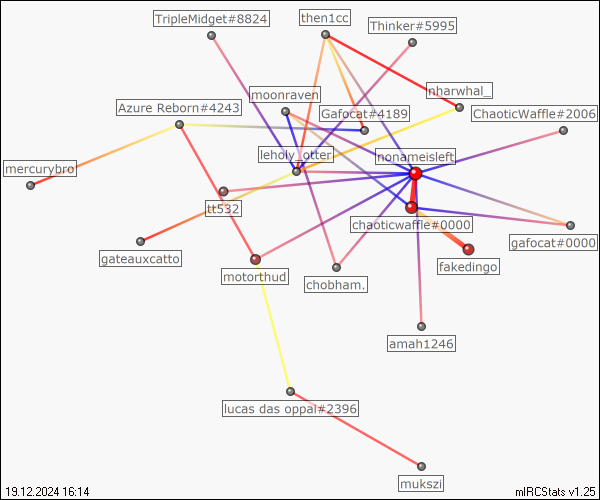 TripleMidget#8824
then1cc
Thinker#5995
nharwhal_
moonraven
Azure Reborn#4243
Gafocat#4189
ChaoticWaffle#2006
leholy_otter
nonameisleft
mercurybro
tt532
chaoticwaffle#0000
gafocat#0000
gateauxcatto
motorthud
chobham.
fakedingo
amah1246
lucas das oppai#2396
mukszi
19.12.2024 16:14
mIRCStats v1.25